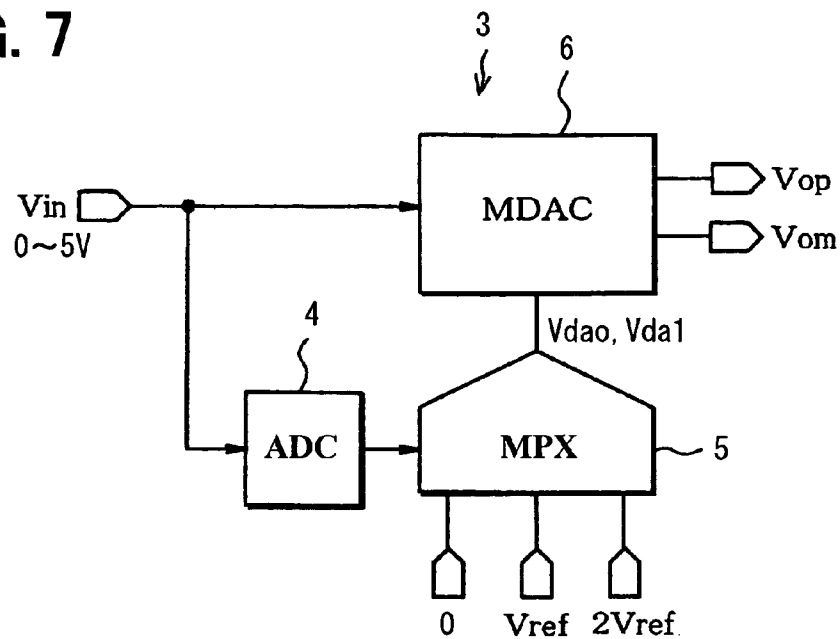 G. 7
3
6
Vin
0~5V
MDAC
Vop
Vom
4
Vdao, Vda1
ADC
MPX
5
0
Vref
2Vref